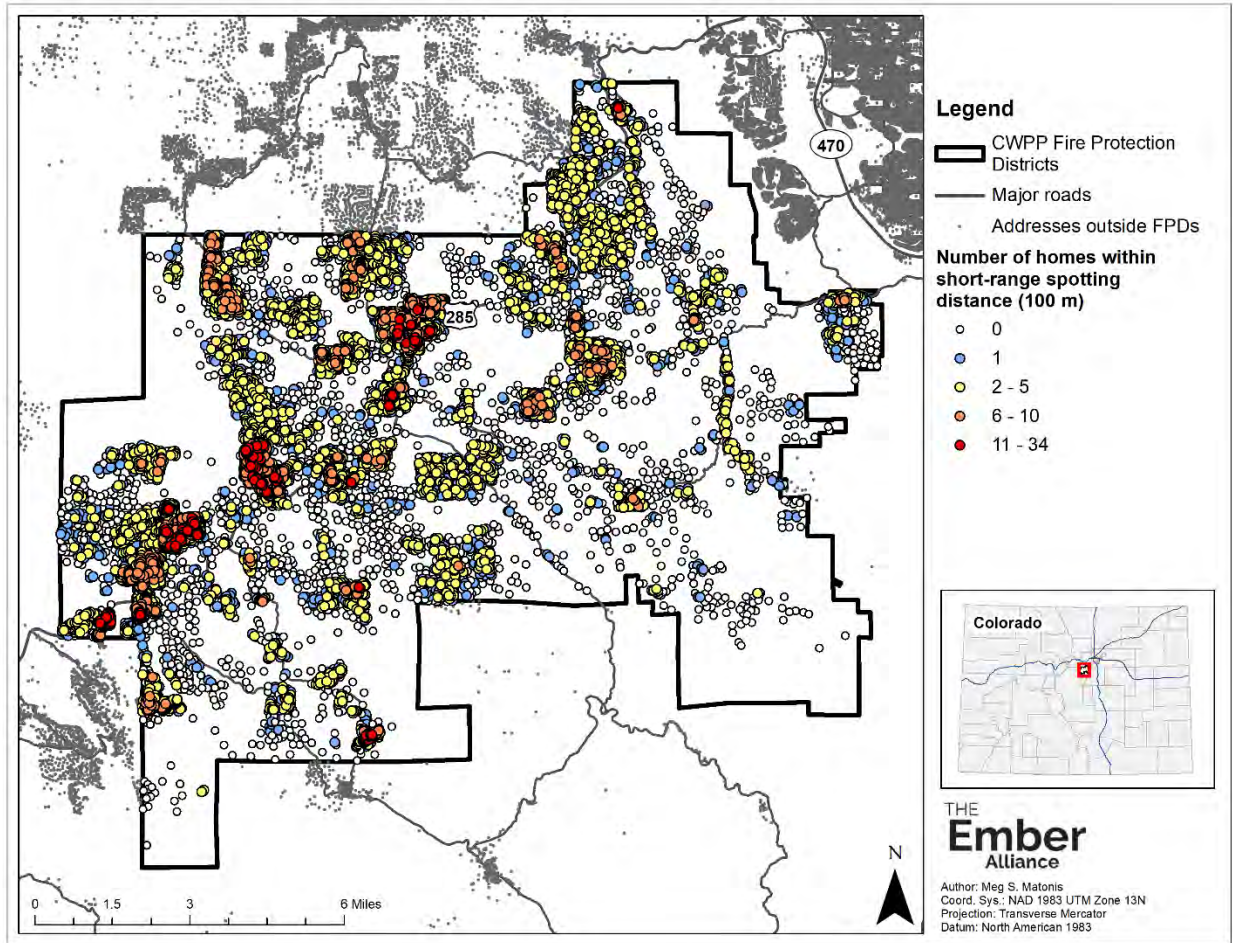 470
285
Legend
CWPP Fire Protection
Districts
Major roads
Addresses outside FPDs
Number of homes within
short-range spotting
distance (100 m)
0
1
2 - 5
6 - 10
11 - 34
Colorado
THE
Ember
Alliance
N
Author: Meg S. Matonis
Coord. Sys.: NAD 1983 UTM Zone 13N
Projection: Transverse Mercator
Datum: North American 1983
0 1.5 3 6 Miles